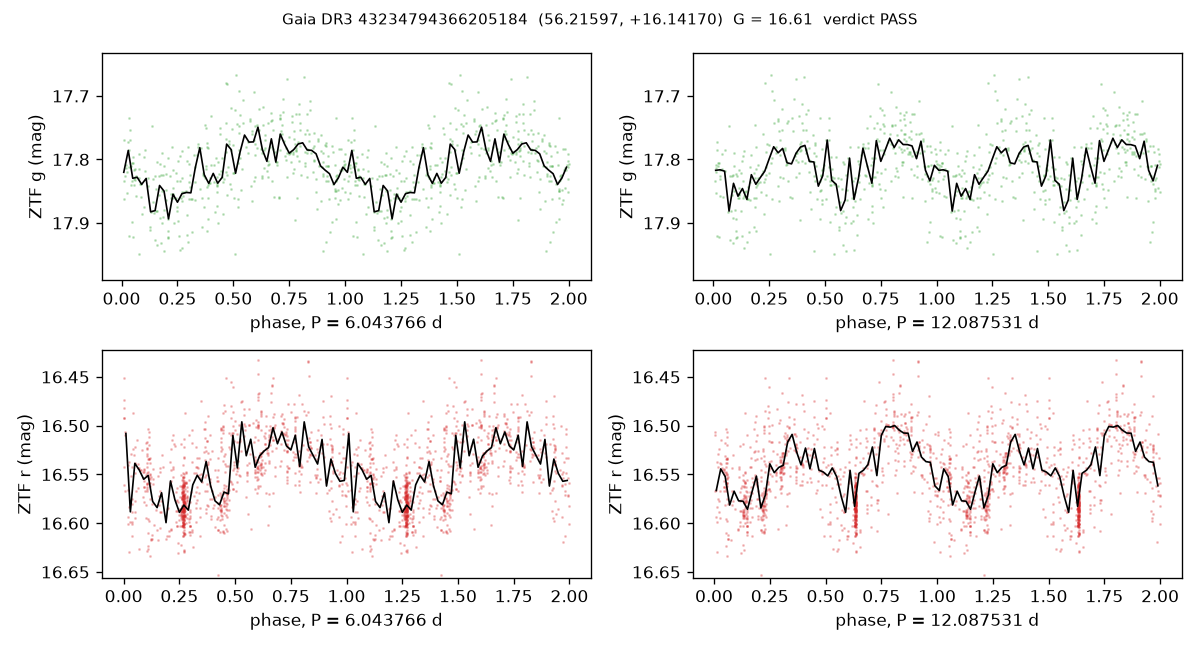 Gaia DR3 43234794366205184  (56.21597, +16.14170)  G = 16.61  verdict PASS
ZTF g (mag)
17.7
17.8
17.9
0.00 0.25 0.50 0.75 1.00 1.25 1.50 1.75 2.00
phase, P = 6.043766 d
ZTF g (mag)
17.7
17.8
17.9
0.00 0.25 0.50 0.75 1.00 1.25 1.50 1.75 2.00
phase, P = 12.087531 d
ZTF r (mag)
16.45
16.50
16.55
16.60
16.65
0.00 0.25 0.50 0.75 1.00 1.25 1.50 1.75 2.00
phase, P = 6.043766 d
ZTF r (mag)
16.45
16.50
16.55
16.60
16.65
0.00 0.25 0.50 0.75 1.00 1.25 1.50 1.75 2.00
phase, P = 12.087531 d